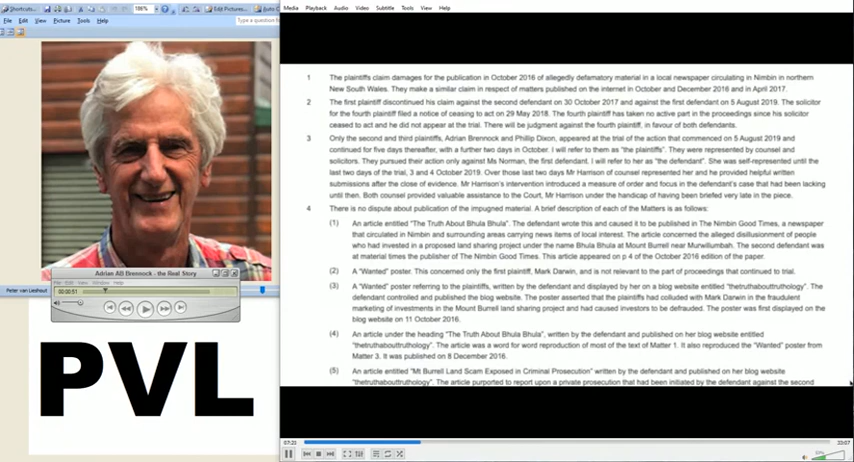 Shortcuts...
186%
Edit Pictures...
File Edit View Picture Tools Help
Type a question f
Peter van Lieshout
Adrian AB Brennock - the Real Story
00:00:51
PVL
Media Playback Audio Video Subtitle Tools View Help
1 The plaintiffs claim damages for the publication in October 2016 of allegedly defamatory material in a local newspaper circulating in Nimbin in northern
New South Wales. They make a similar claim in respect of matters published on the internet in October and December 2016 and in April 2017.
2 The first plaintiff discontinued his claim against the second defendant on 30 October 2017 and against the first defendant on 5 August 2019. The solicitor
for the fourth plaintiff filed a notice of ceasing to act on 29 May 2018. The fourth plaintiff has taken no active part in the proceedings since his solicitor
ceased to act and he did not appear at the trial. There will be judgment against the fourth plaintiff, in favour of both defendants.
3 Only the second and third plaintiffs, Adrian Brennock and Phillip Dixon, appeared at the trial of the action that commenced on 5 August 2019 and
continued for five days thereafter, with a further two days in October. I will refer to them as "the plaintiffs". They were represented by counsel and
solicitors. They pursued their action only against Ms Norman, the first defendant. I will refer to her as "the defendant". She was self-represented until the
last two days of the trial, 3 and 4 October 2019. Over those last two days Mr Harrison of counsel represented her and he provided helpful written
submissions after the close of evidence. Mr Harrison's intervention introduced a measure of order and focus in the defendant's case that had been lacking
until then. Both counsel provided valuable assistance to the Court, Mr Harrison under the handicap of having been briefed very late in the piece.
4 There is no dispute about publication of the impugned material. A brief description of each of the Matters is as follows:
(1) An article entitled "The Truth About Bhula Bhula". The defendant wrote this and caused it to be published in The Nimbin Good Times, a newspaper
that circulated in Nimbin and surrounding areas carrying news items of local interest. The article concerned the alleged disillusionment of people
who had invested in a proposed land sharing project under the name Bhula Bhula at Mount Burrell near Murwillumbah. The second defendant was
at material times the publisher of The Nimbin Good Times. This article appeared on p 4 of the October 2016 edition of the paper.
(2) A "Wanted" poster. This concerned only the first plaintiff, Mark Darwin, and is not relevant to the part of proceedings that continued to trial.
(3) A "Wanted" poster referring to the plaintiffs, written by the defendant and displayed by her on a blog website entitled "thetruthabouttruthology". The
defendant controlled and published the blog website. The poster asserted that the plaintiffs had colluded with Mark Darwin in the fraudulent
marketing of investments in the Mount Burrell land sharing project and had caused investors to be defrauded. The poster was first displayed on the
blog website on 11 October 2016.
(4) An article under the heading "The Truth About Bhula Bhula", written by the defendant and published on her blog website entitled
"thetruthabouttruthology". The article was a word for word reproduction of most of the text of Matter 1. It also reproduced the "Wanted" poster from
Matter 3. It was published on 8 December 2016.
(5) An article entitled "Mt Burrell Land Scam Exposed in Criminal Prosecution" written by the defendant and published on her blog website
"thetruthabouttruthology". The article purported to report upon a private prosecution that had been initiated by the defendant against the second
07:20